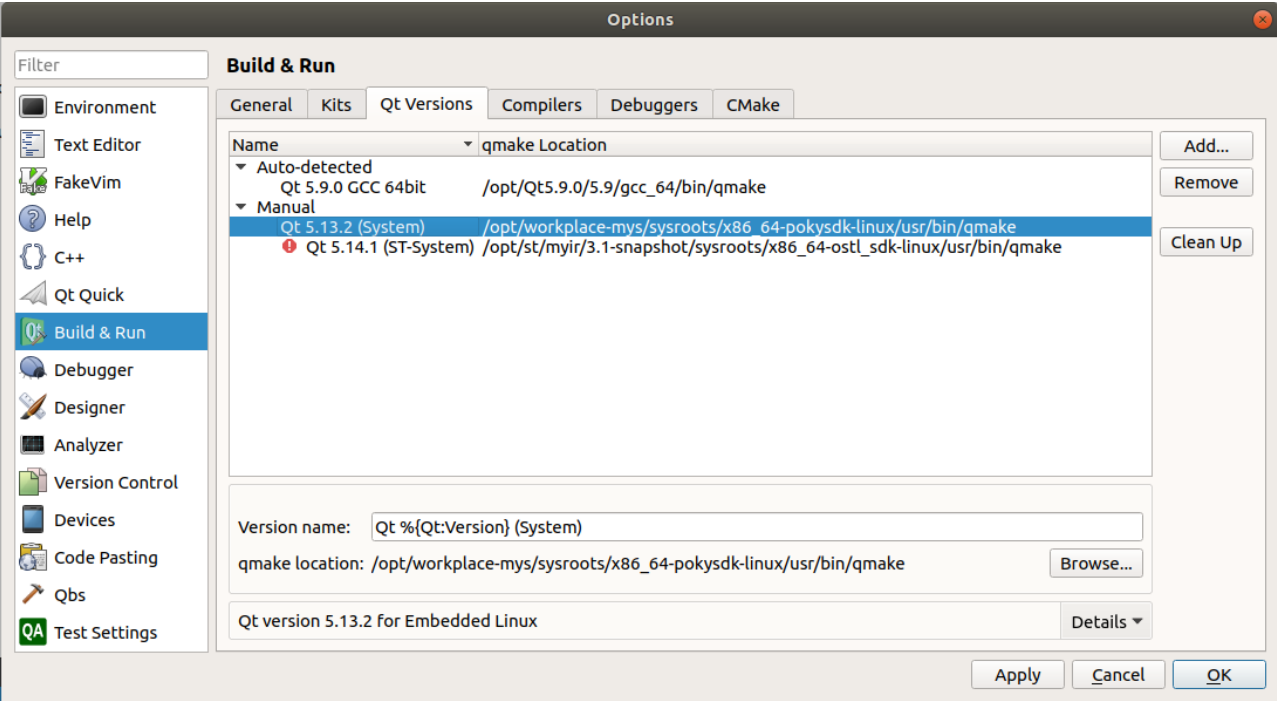 Options
Filter
Build & Run
Environment
Text Editor
FakeVim
Help
C++
Qt Quick
Build & Run
Debugger
Designer
Analyzer
Version Control
Devices
Code Pasting
Qbs
QA Test Settings
General Kits Qt Versions Compilers Debuggers CMake
Name qmake Location
Auto-detected
Qt 5.9.0 GCC 64bit /opt/Qt5.9.0/5.9/gcc_64/bin/qmake
Manual
Qt 5.13.2 (System) /opt/workplace-mys/sysroots/x86_64-pokysdk-linux/usr/bin/qmake
Qt 5.14.1 (ST-System) /opt/st/myir/3.1-snapshot/sysroots/x86_64-ostl_sdk-linux/usr/bin/qmake
Add...
Remove
Clean Up
Version name: Qt %{Qt:Version} (System)
qmake location: /opt/workplace-mys/sysroots/x86_64-pokysdk-linux/usr/bin/qmake Browse...
Qt version 5.13.2 for Embedded Linux Details
Apply Cancel OK